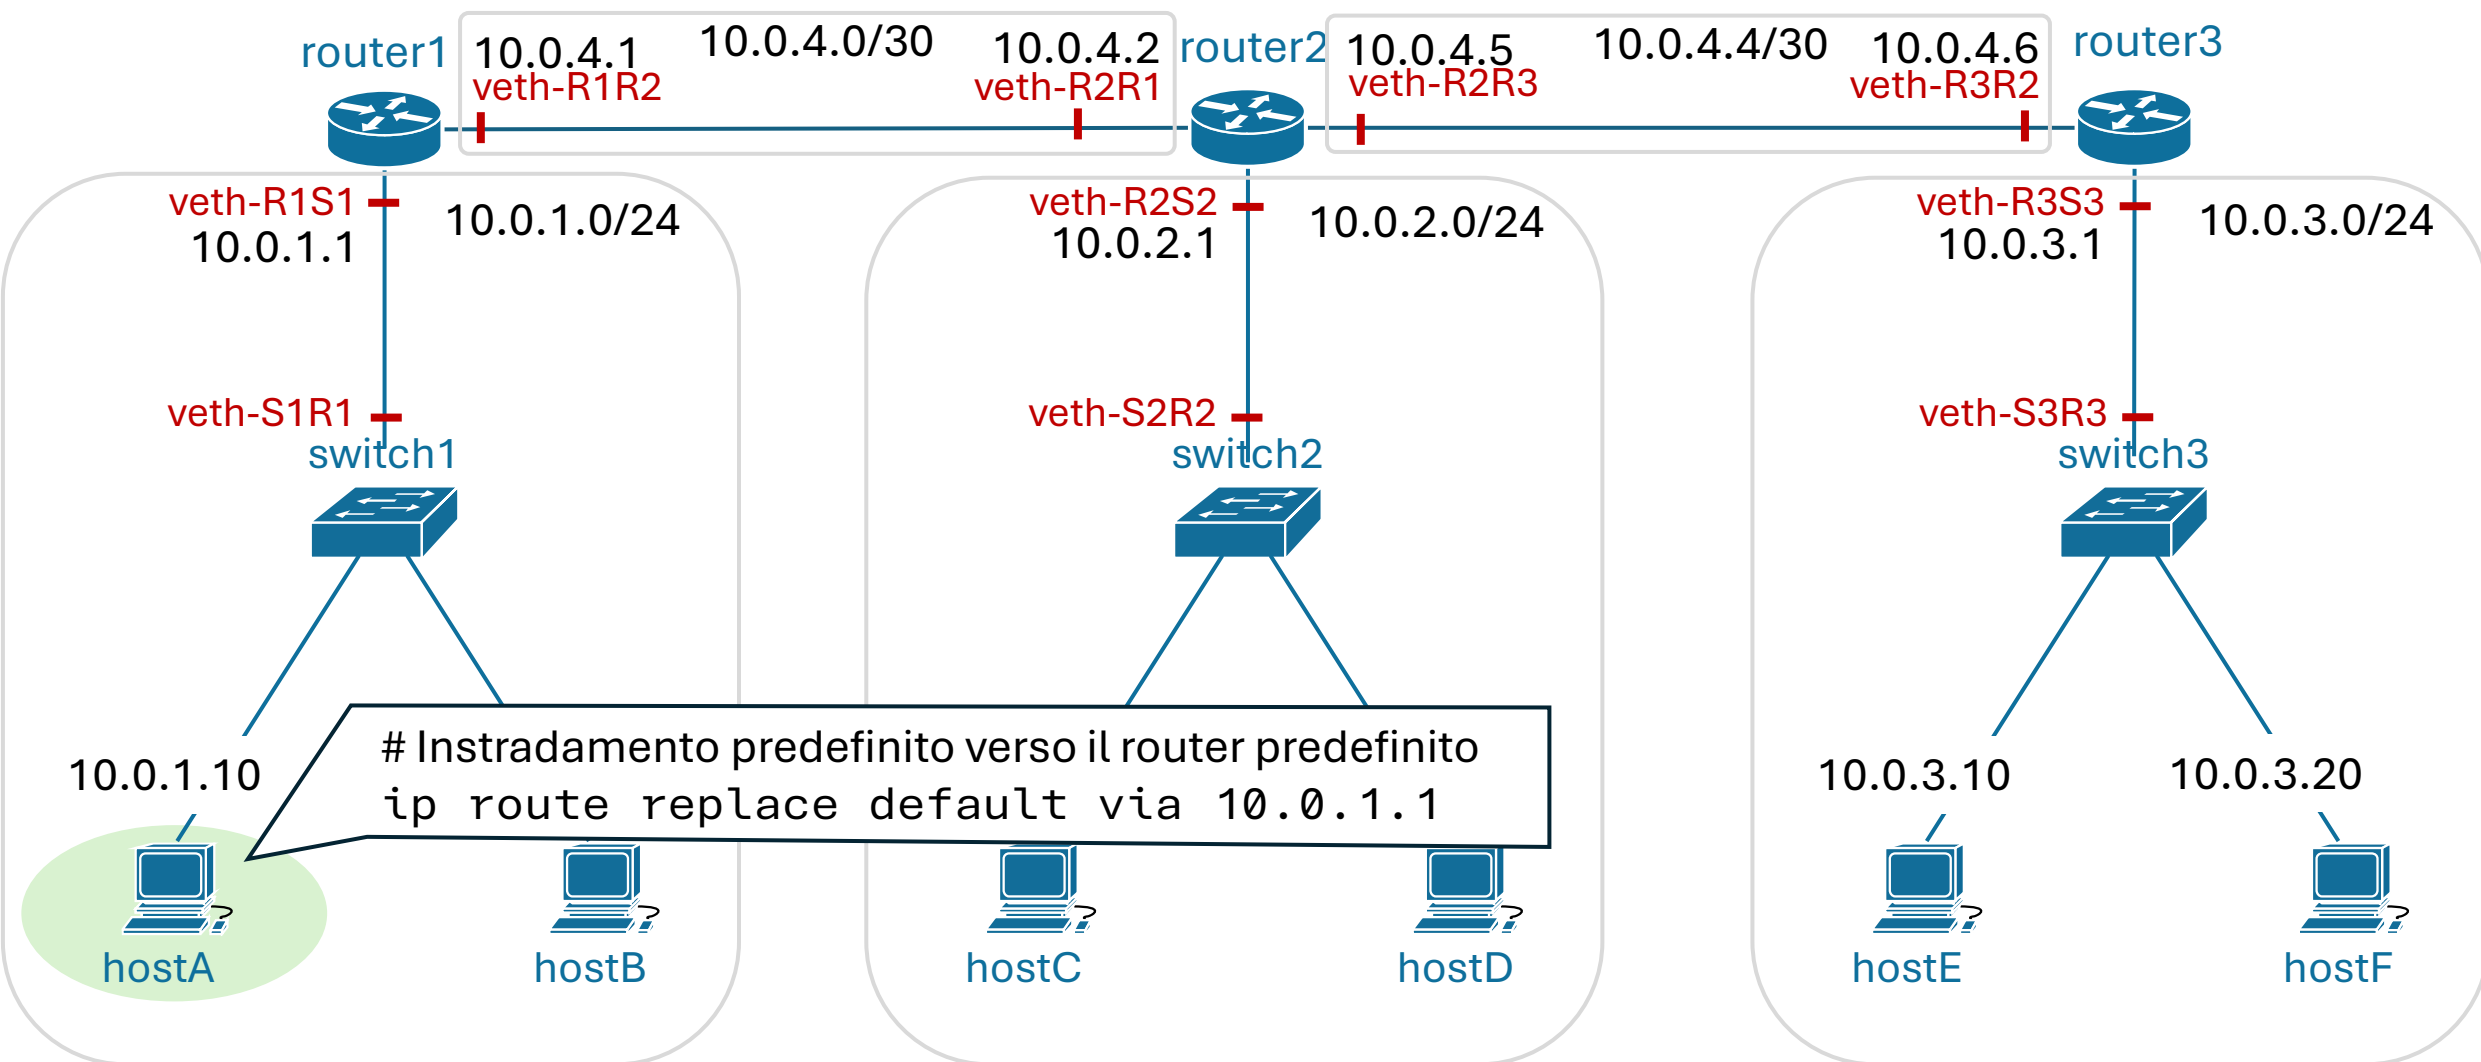 router1
10.0.4.1
10.0.4.0/30
10.0.4.2
router2
10.0.4.5
10.0.4.4/30
10.0.4.6
router3
veth-R1R2
veth-R2R1
veth-R2R3
veth-R3R2
veth-R1S1
10.0.1.1
10.0.1.0/24
veth-R2S2
10.0.2.1
10.0.2.0/24
veth-R3S3
10.0.3.1
10.0.3.0/24
veth-S1R1
switch1
veth-S2R2
switch2
veth-S3R3
switch3
10.0.1.10
# Instradamento predefinito verso il router predefinito
ip route replace default via 10.0.1.1
10.0.3.10
10.0.3.20
hostA
hostB
hostC
hostD
hostE
hostF